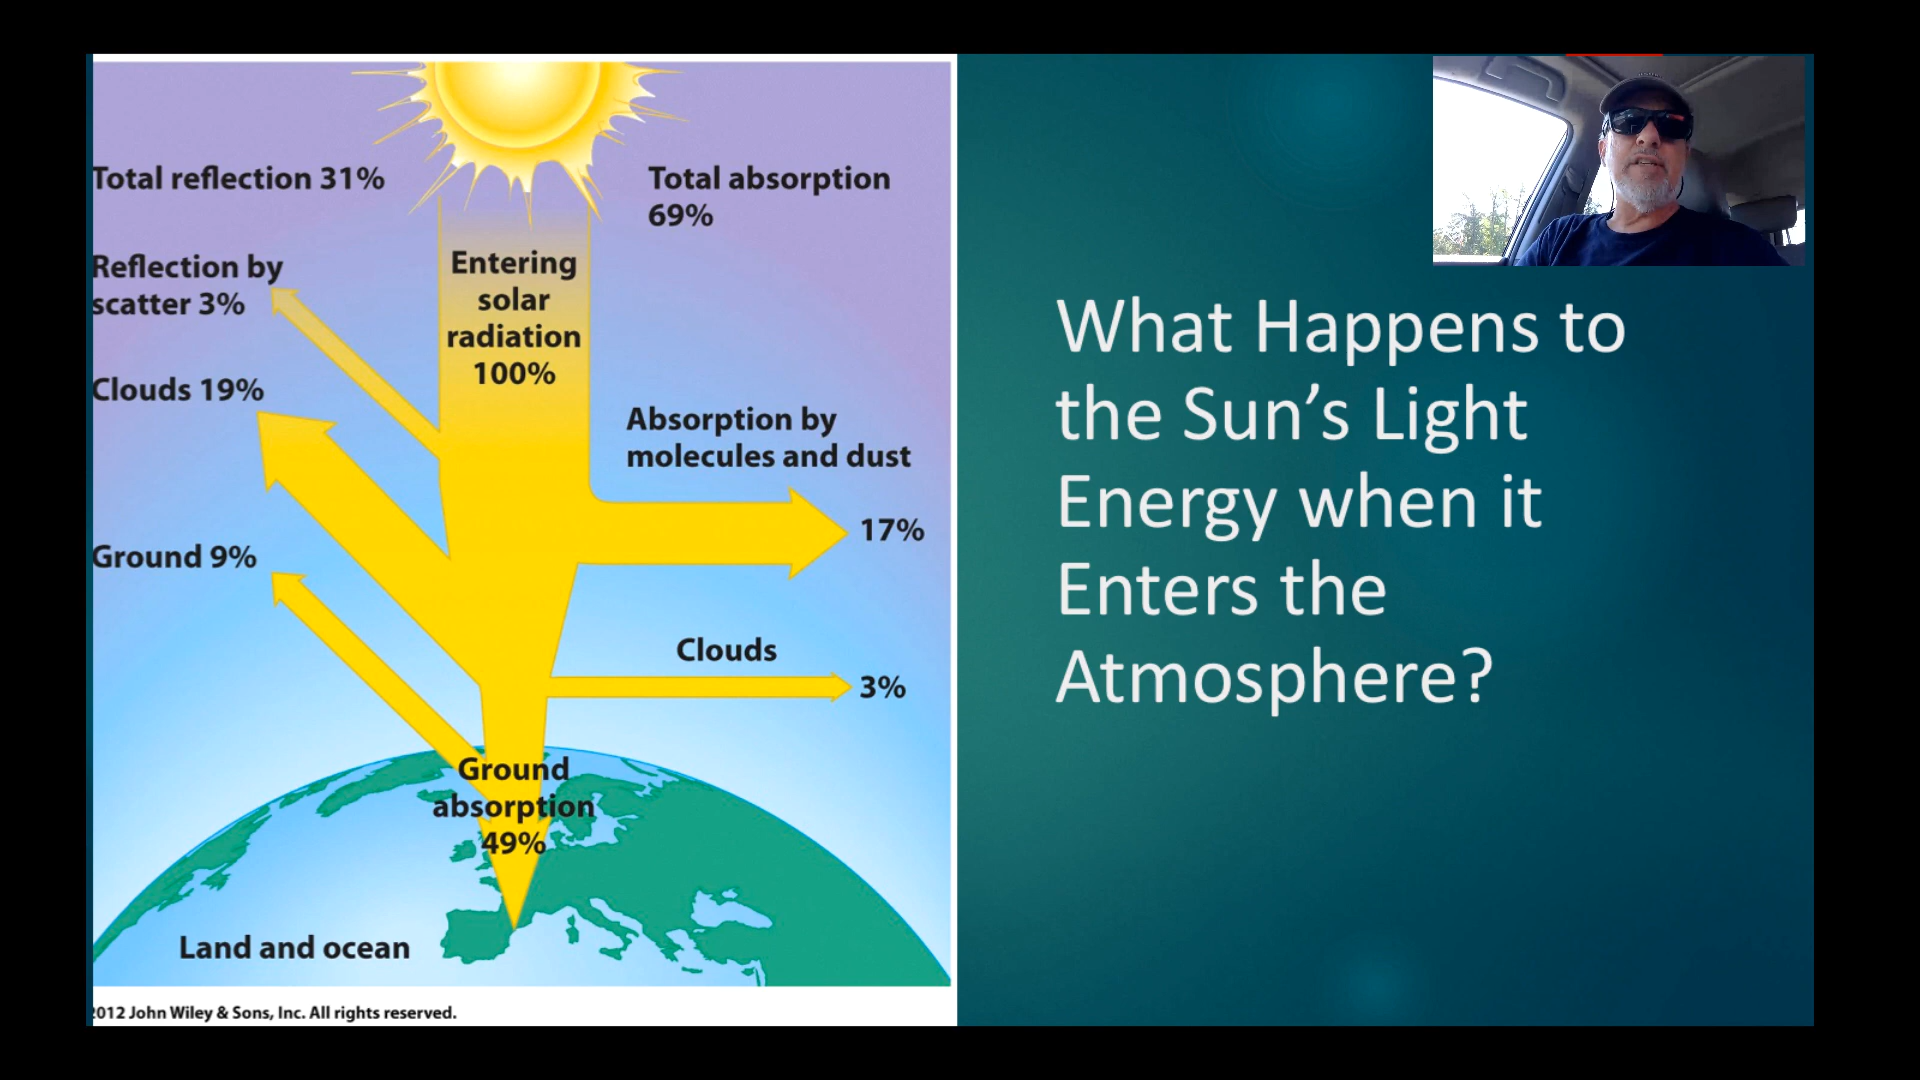 Total reflection 31%
Total absorption
69%
Reflection by
scatter 3%
Entering
solar
radiation
100%
Clouds 19%
Absorption by
molecules and dust
17%
Ground 9%
Clouds
3%
Ground
absorption
49%
Land and ocean
2012 John Wiley & Sons, Inc. All rights reserved.
What Happens to
the Sun’s Light
Energy when it
Enters the
Atmosphere?